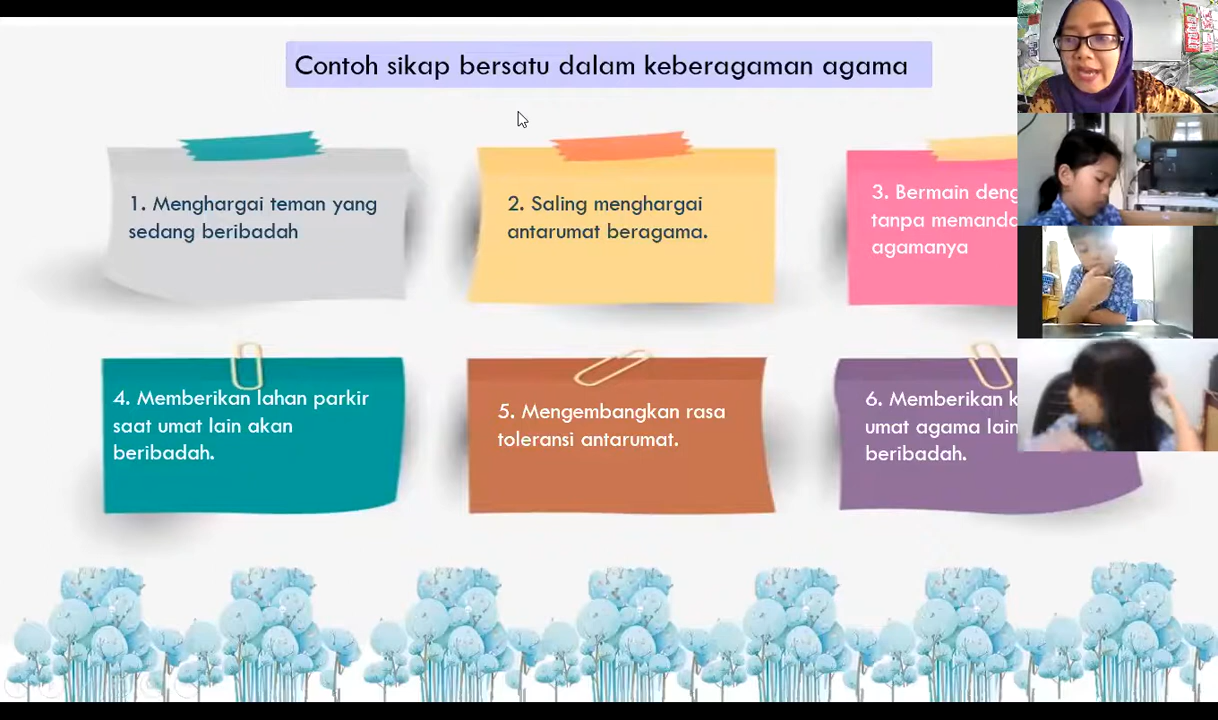 Contoh sikap bersatu dalam keberagaman agama
1. Menghargai teman yang
sedang beribadah
2. Saling menghargai
antarumat beragama.
3. Bermain
tanpa
agamanya
4. Memberikan lahan parkir
saat umat lain akan
beribadah.
5. Mengembangkan rasa
toleransi antarumat.
6. Memberikan
umat agama lain
beribadah.